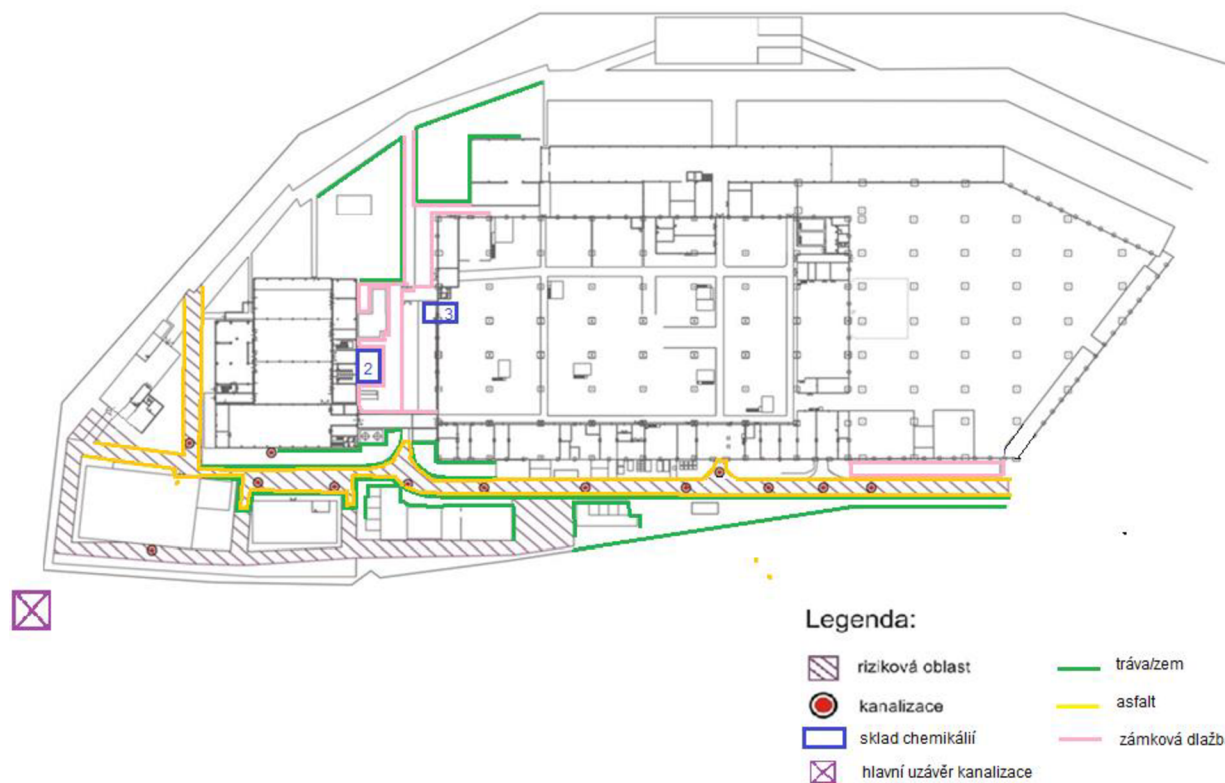 3
2
Legenda:
riziková oblast
tráva/zem
kanalizace
asfalt
sklad chemikálií
zámková dlažb
hlavní uzávěr kanalizace